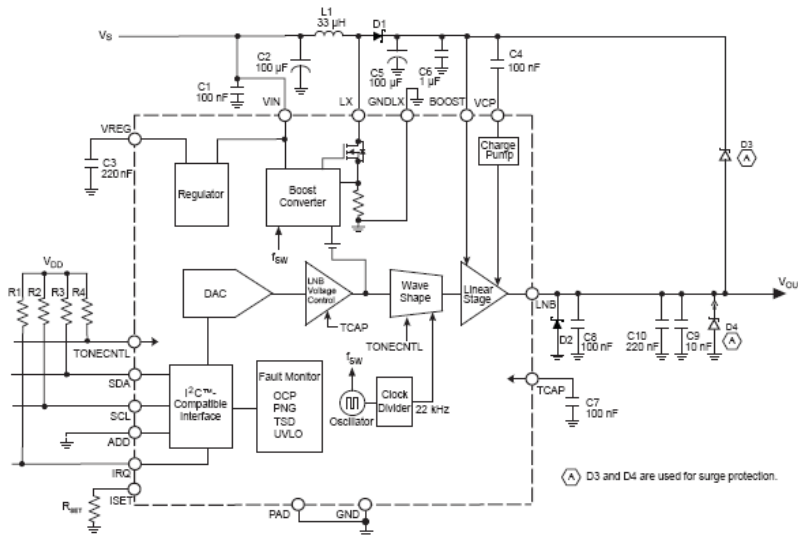 L1
33 µH
D1
VS
C2
100 µF
C1
100 nF
C5
100 µF
C6
1 µF
C4
100 nF
VIN
LX
GNDLX
BOOST
VCP
VREG
C3
220 nF
Regulator
Boost
Converter
Charge
Pump
D3
A
fSW
VDD
R1
R2
R3
R4
DAC
LNB
Voltage
Control
Wave
Shape
Linear
Stage
LNB
VOU
TCAP
TONECNTL
D2
C8
100 nF
C10
220 nF
C9
10 nF
D4
A
TONECNTL
SDA
SCL
ADD
IRQ
ISET
I2C™-
Compatible
Interface
Fault Monitor
OCP
PNG
TSD
UVLO
fSW
Oscillator
Clock
Divider
22 kHz
TCAP
C7
100 nF
RSET
PAD
GND
A D3 and D4 are used for surge protection.